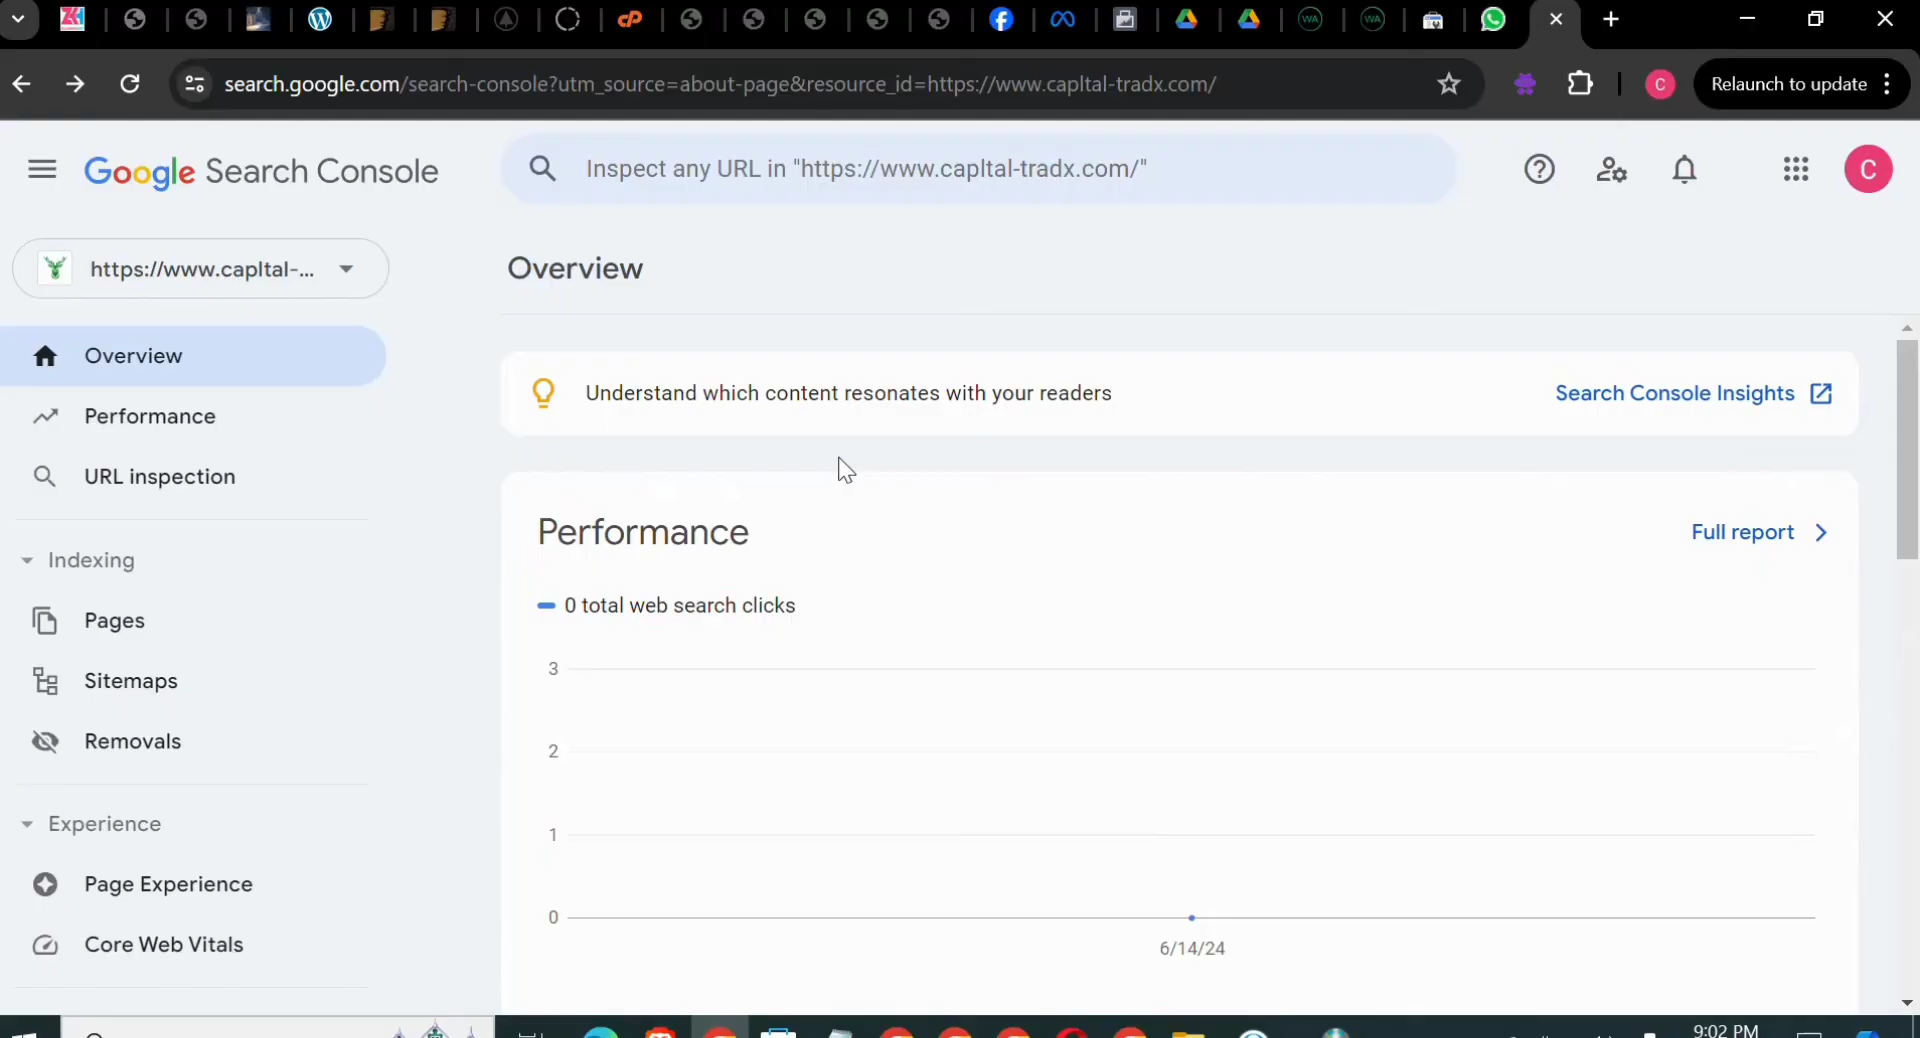 search.google.com/search-console?utm_source=about-page&resource_id=https://www.capltal-tradx.com/
C
Relaunch to update
Google Search Console
Inspect any URL in "https://www.capltal-tradx.com/"
C
https://www.capltal-...
Overview
Overview
Understand which content resonates with your readers
Search Console Insights
Performance
URL inspection
Performance
Full report
Indexing
0 total web search clicks
Pages
3
Sitemaps
2
Removals
1
Experience
Page Experience
0
Core Web Vitals
6/14/24
9:02 PM